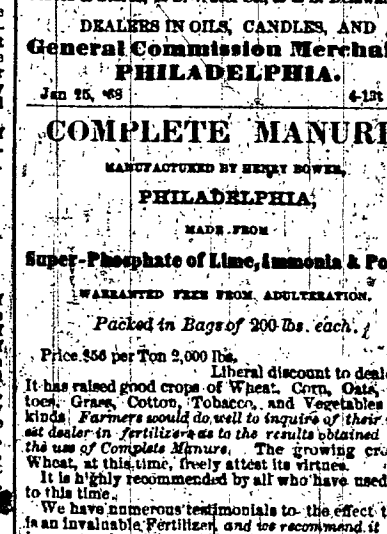 DEALERS IN OILS, CANDLES, AND
General Commission Mercha
PHILADELPHIA.
Jan 25, '68 4-13t
COMPLETE MANURE
MANUFACTURED BY HENRY BOWER,
PHILADELPHIA,
MADE FROM
Super-Phosphate of Lime, Ammonia & Po
WARRANTED FREE FROM ADULTERATION.
Packed in Bags of 200 lbs. each.
Price $56 per Ton 2,000 lbs.
Liberal discount to deal
It has raised good crops of Wheat, Corn, Oats,
toes, Grass, Cotton, Tobacco, and Vegetables
kinds Farmers would do well to inquire of their
est dealer in fertilizers as to the results obtained
the use of Complete Manure. The growing cr
Wheat, at this time, freely attest its virtues.
It is highly recommended by all who have used
to this time.
We have numerous testimonials to the effect t
is an invaluable Fertilizer, and we recommend it